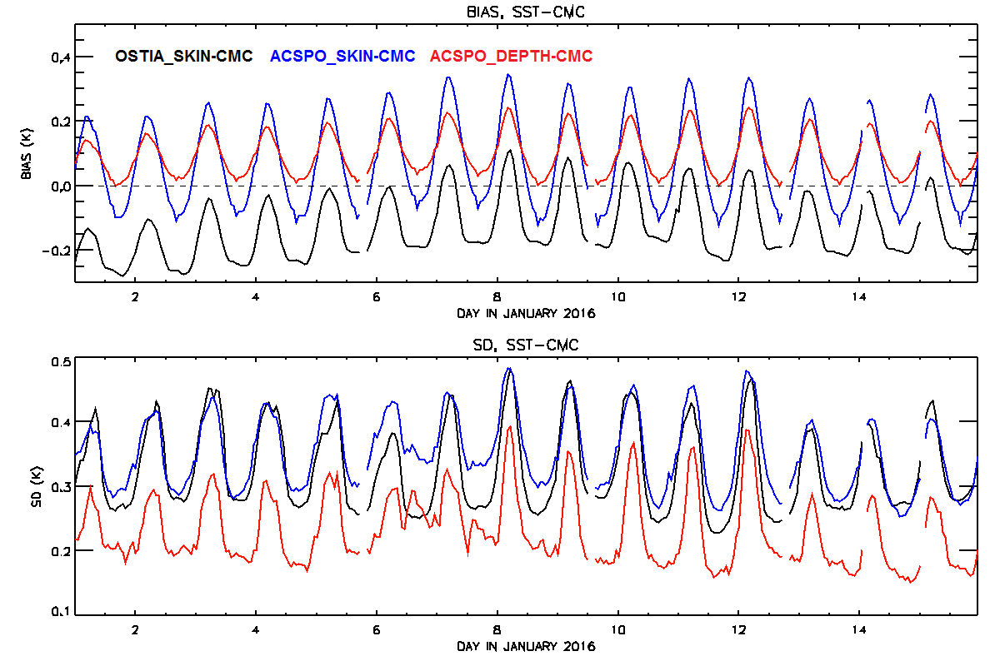 BIAS, SST-CMC
OSTIA_SKIN-CMC ACSPO_SKIN-CMC ACSPO_DEPTH-CMC
0.4
0.2
0.0
-0.2
BIAS (K)
2 4 6 8 10 12 14
DAY IN JANUARY 2016
SD, SST-CMC
0.5
0.4
0.3
0.2
0.1
SD (K)
2 4 6 8 10 12 14
DAY IN JANUARY 2016